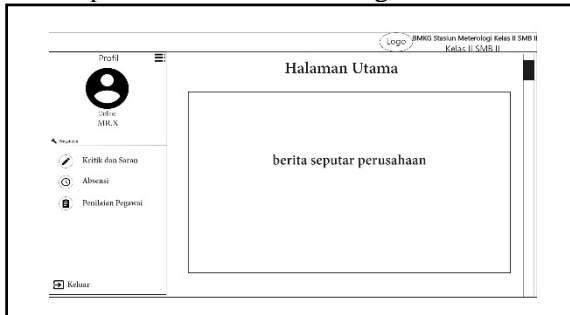 Logo
BMKG Stasiun Meterologi Kelas II SMB II
Kelas II SMB II
Profil
Online
MR.X
Kritik dan Saran
Absensi
Penilaian Pegawai
Keluar
Halaman Utama
berita seputar perusahaan